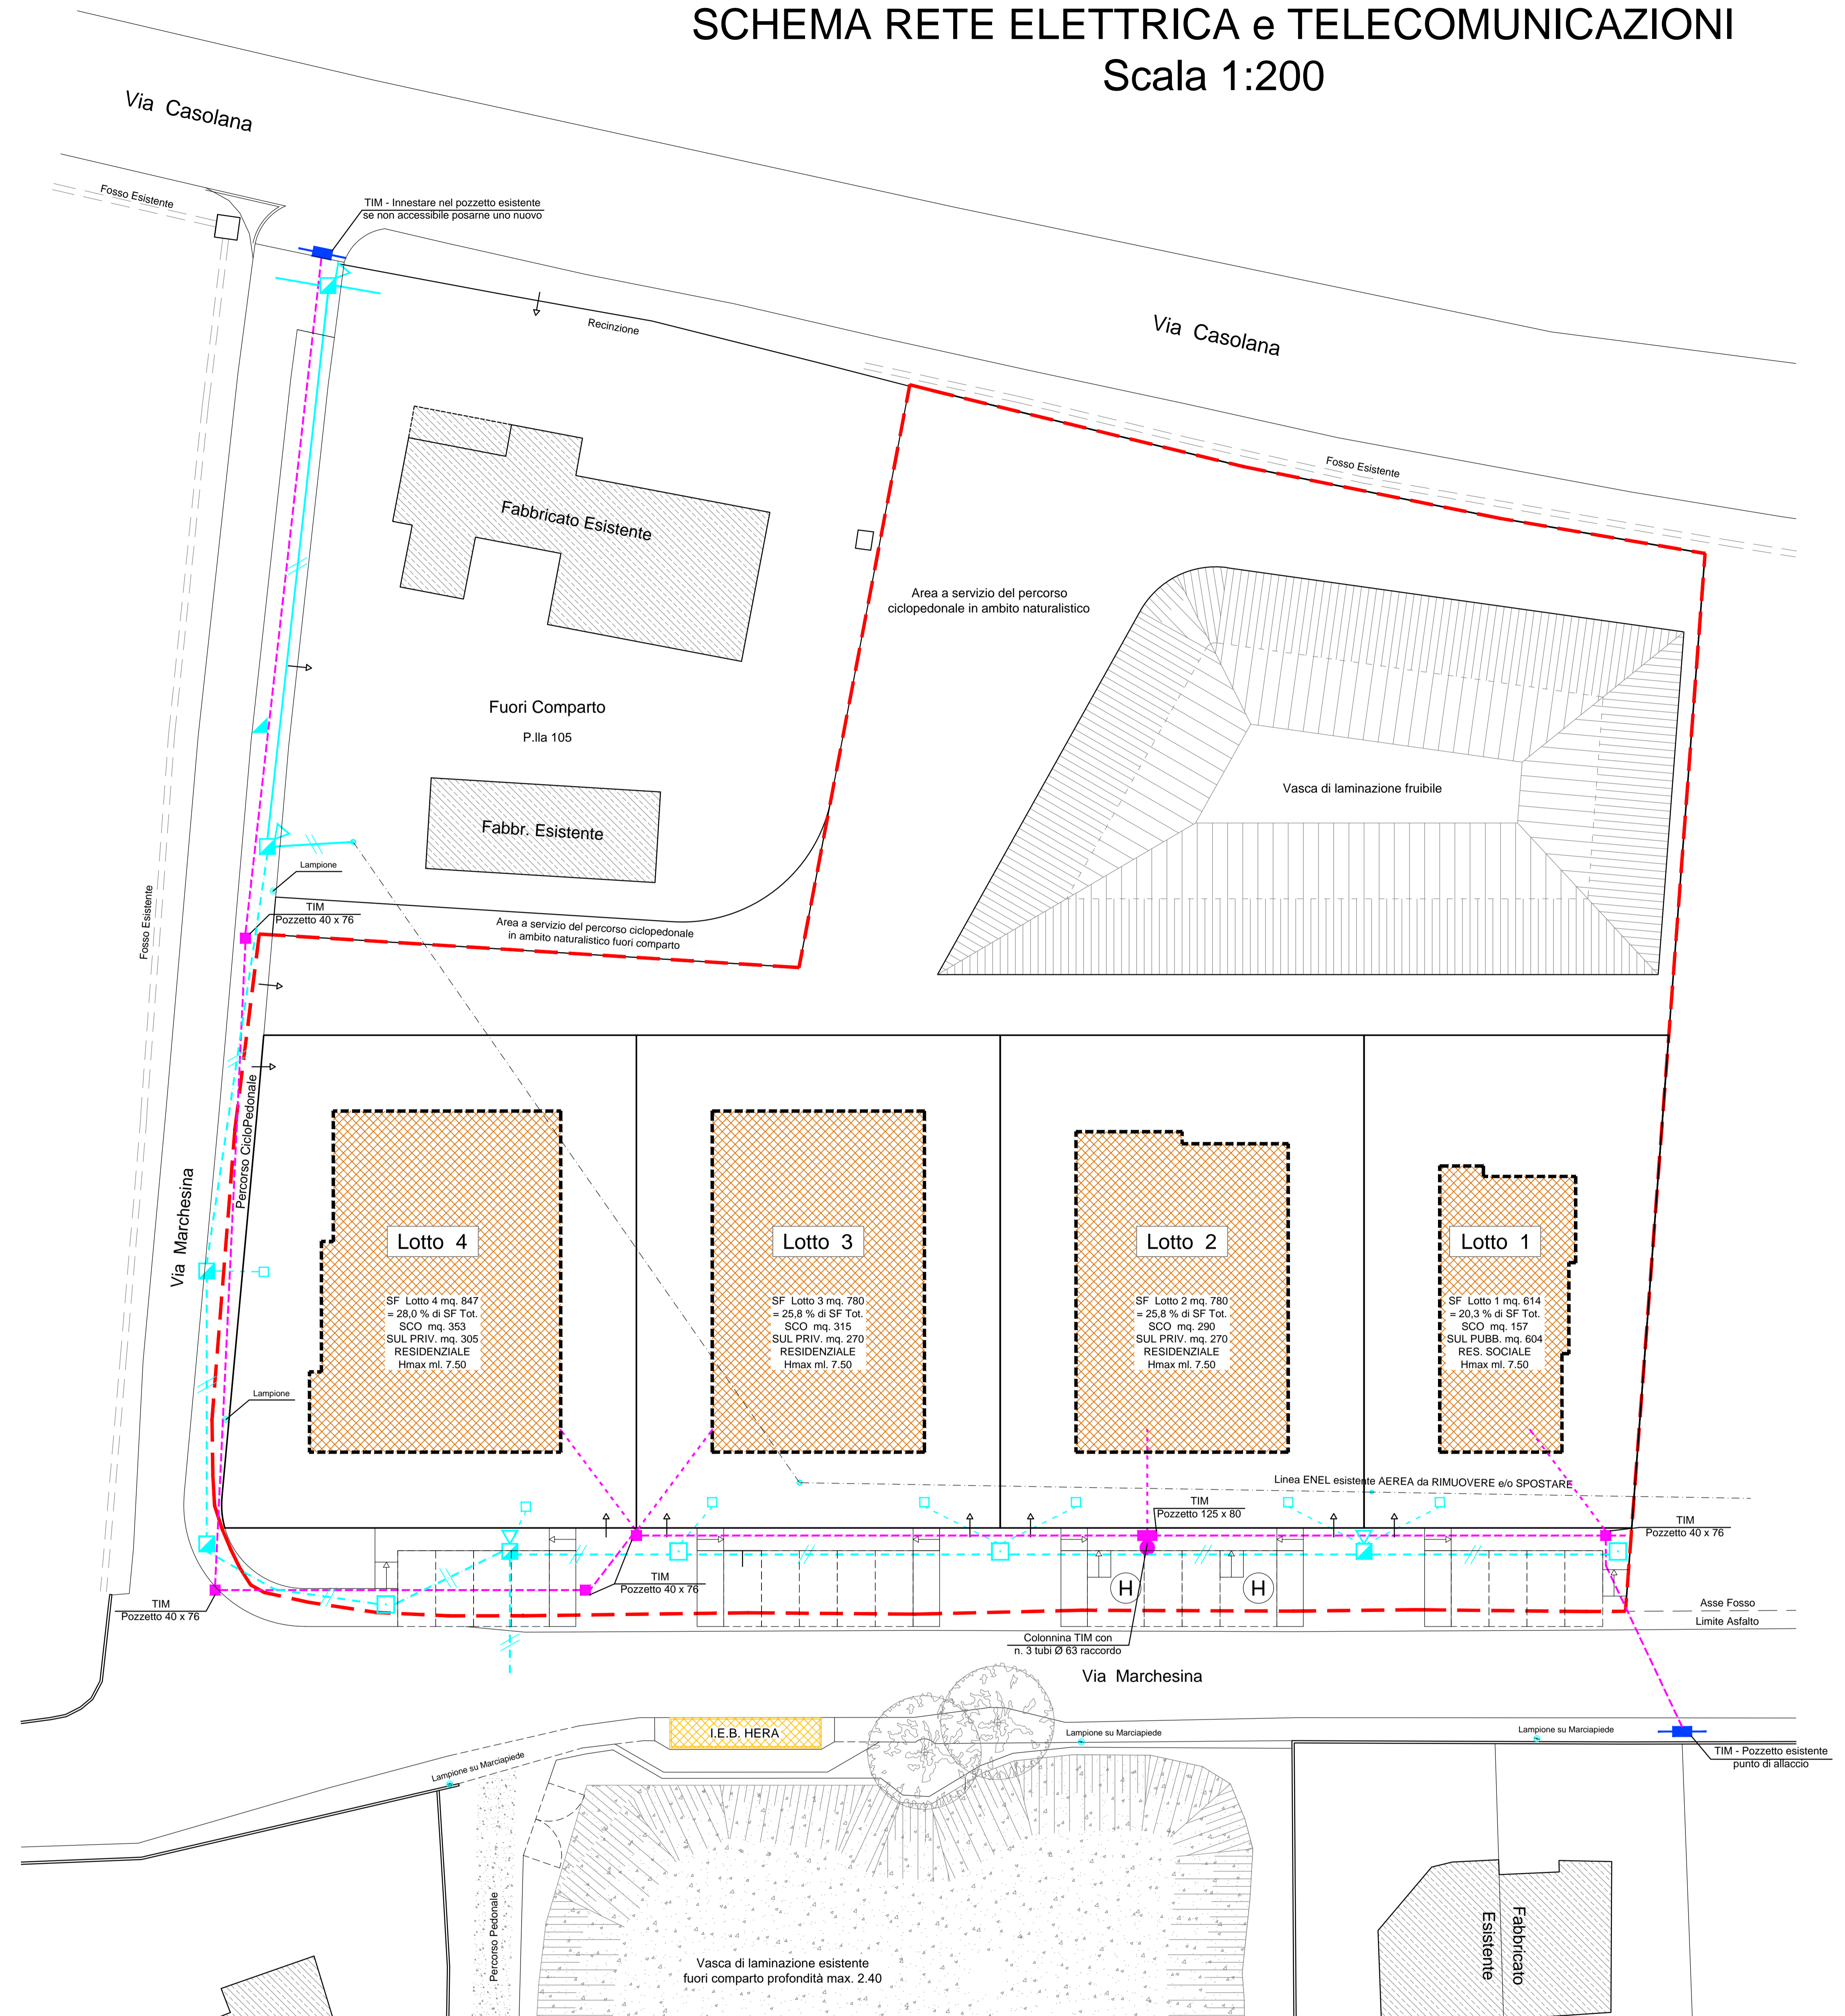 SCHEMA RETE ELETTRICA e TELECOMUNICAZIONI
Scala 1:200
Via Casolana
Fosso Esistente
TIM - Innestare nel pozzetto esistente
se non accessibile posarne uno nuovo
Recinzione
Via Casolana
Fosso Esistente
Fabbricato Esistente
Area a servizio del percorso
ciclopedonale in ambito naturalistico
Fuori Comparto
P.lla 105
Vasca di laminazione fruibile
Fabbr. Esistente
Lampione
TIM
Pozzetto 40 x 76
Fosso Esistente
Area a servizio del percorso ciclopedonale
in ambito naturalistico fuori comparto
Percorso CicloPedonale
Via Marchesina
Lotto 4
SF Lotto 4 mq. 847
= 28,0 % di SF Tot.
SCO mq. 353
SUL PRIV. mq. 305
RESIDENZIALE
Hmax ml. 7.50
Lotto 3
SF Lotto 3 mq. 780
= 25,8 % di SF Tot.
SCO mq. 315
SUL PRIV. mq. 270
RESIDENZIALE
Hmax ml. 7.50
Lotto 2
SF Lotto 2 mq. 780
= 25,8 % di SF Tot.
SCO mq. 290
SUL PRIV. mq. 270
RESIDENZIALE
Hmax ml. 7.50
Lotto 1
SF Lotto 1 mq. 614
= 20,3 % di SF Tot.
SCO mq. 157
SUL PUBB. mq. 604
RES. SOCIALE
Hmax ml. 7.50
Lampione
Linea ENEL esistente AEREA da RIMUOVERE e/o SPOSTARE
TIM
Pozzetto 125 x 80
TIM
Pozzetto 40 x 76
TIM
Pozzetto 40 x 76
H
H
TIM
Pozzetto 40 x 76
Asse Fosso
Limite Asfalto
Colonnina TIM con
n. 3 tubi Ø 63 raccordo
Via Marchesina
I.E.B. HERA
Lampione su Marciapiede
Lampione su Marciapiede
Lampione su Marciapiede
TIM - Pozzetto esistente
punto di allaccio
Percorso Pedonale
Vasca di laminazione esistente
fuori comparto profondità max. 2.40
Fabbricato
Esistente